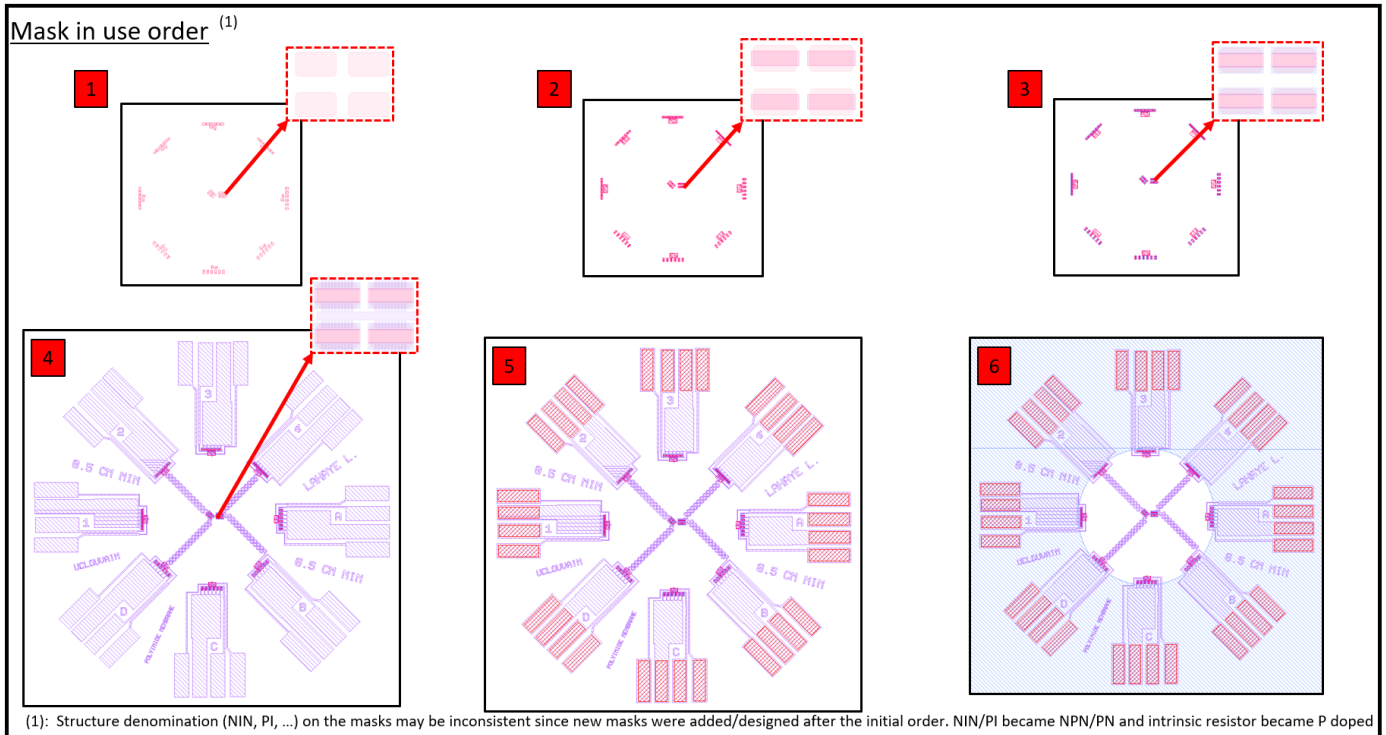 Mask in use order (1)
1
2
3
4
3
2
4
0.5 CM NIN
LAHAYE L.
1
A
UCLOUVAIN
0.5 CM NIN
D
B
POLYIMIDE MEMBRANE
C
5
3
2
4
0.5 CM NIN
LAHAYE L.
1
A
UCLOUVAIN
0.5 CM NIN
D
B
POLYIMIDE MEMBRANE
C
6
3
2
4
0.5 CM NIN
LAHAYE L.
1
A
UCLOUVAIN
0.5 CM NIN
D
B
POLYIMIDE MEMBRANE
C
(1): Structure denomination (NIN, PI, ...) on the masks may be inconsistent since new masks were added/designed after the initial order. NIN/PI became NPN/PN and intrinsic resistor became P doped